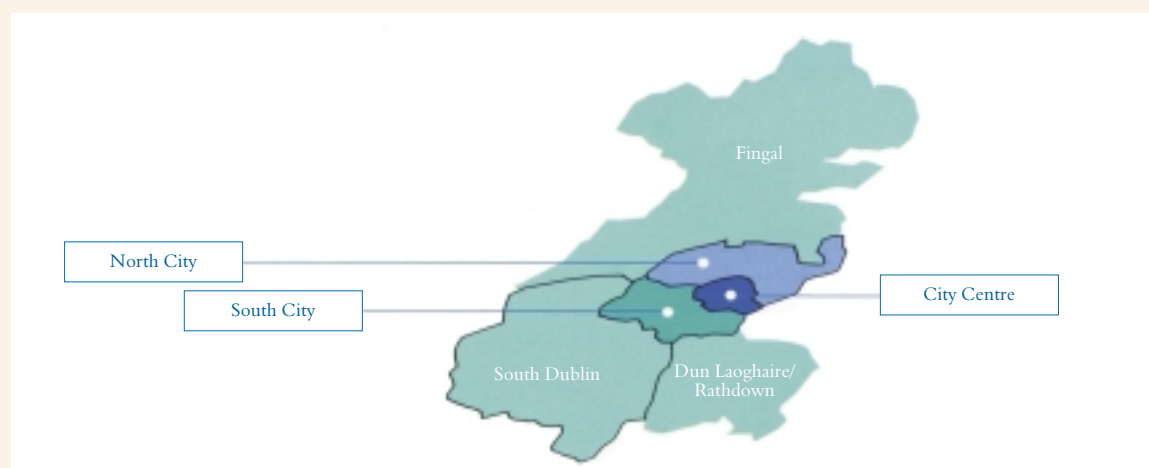 Fingal
North City
City Centre
South City
South Dublin
Dun Laoghaire/
Rathdown